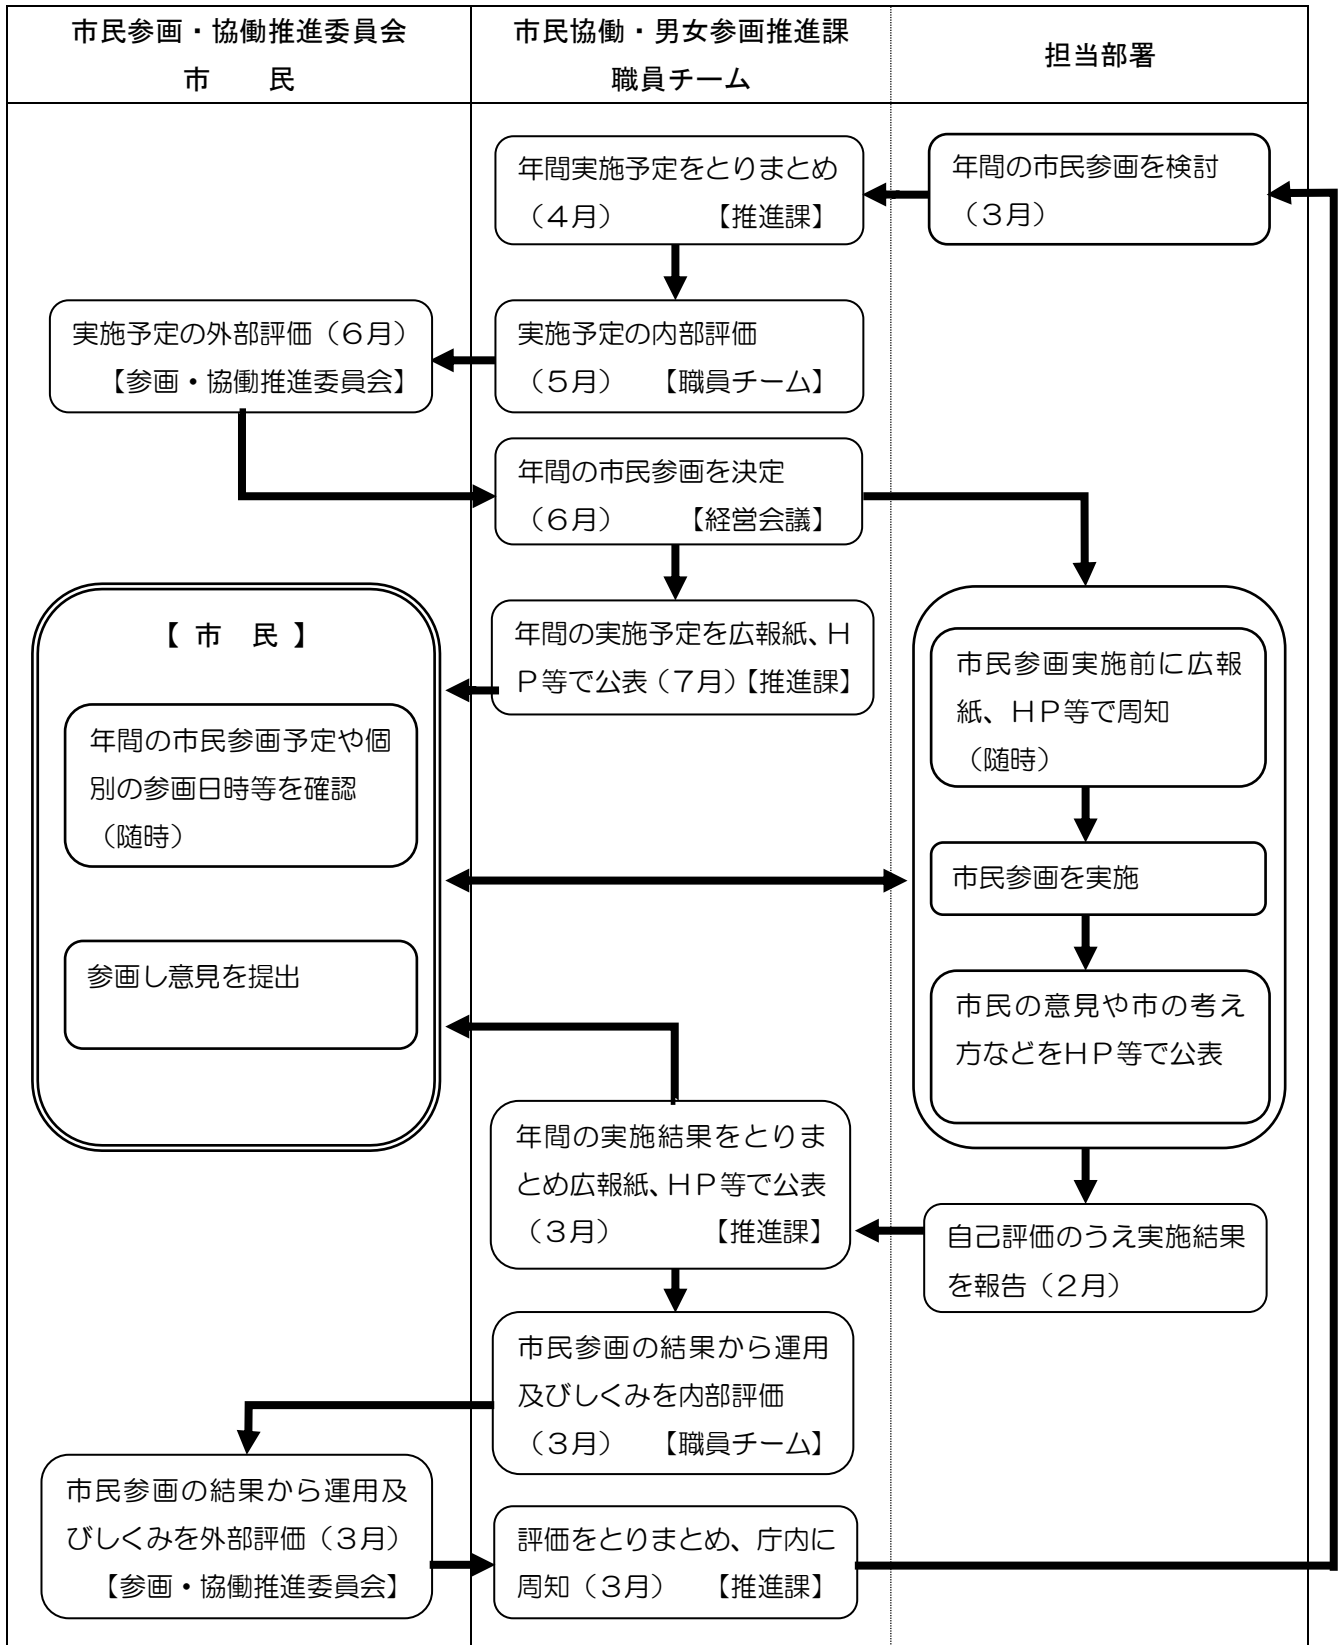 市民参画・協働推進委員会
市　　民
市民協働・男女参画推進課
職員チーム
担当部署
年間の市民参画を検討
（３月）
年間実施予定をとりまとめ
（４月）　　　【推進課】
実施予定の内部評価
（５月）　【職員チーム】
実施予定の外部評価（６月）
【参画・協働推進委員会】
年間の市民参画を決定
（６月）　　【経営会議】
年間の実施予定を広報紙、Ｈ
Ｐ等で公表（７月）【推進課】
【 市　民 】
年間の市民参画予定や個
別の参画日時等を確認
（随時）
参画し意見を提出
市民参画実施前に広報
紙、ＨＰ等で周知
（随時）
市民参画を実施
市民の意見や市の考え
方などをＨＰ等で公表
自己評価のうえ実施結果
を報告（２月）
年間の実施結果をとりま
とめ広報紙、ＨＰ等で公表
（３月）　　　【推進課】
市民参画の結果から運用
及びしくみを内部評価
（３月）　【職員チーム】
市民参画の結果から運用及
びしくみを外部評価（３月）
【参画・協働推進委員会】
評価をとりまとめ、庁内に
周知（３月）　【推進課】